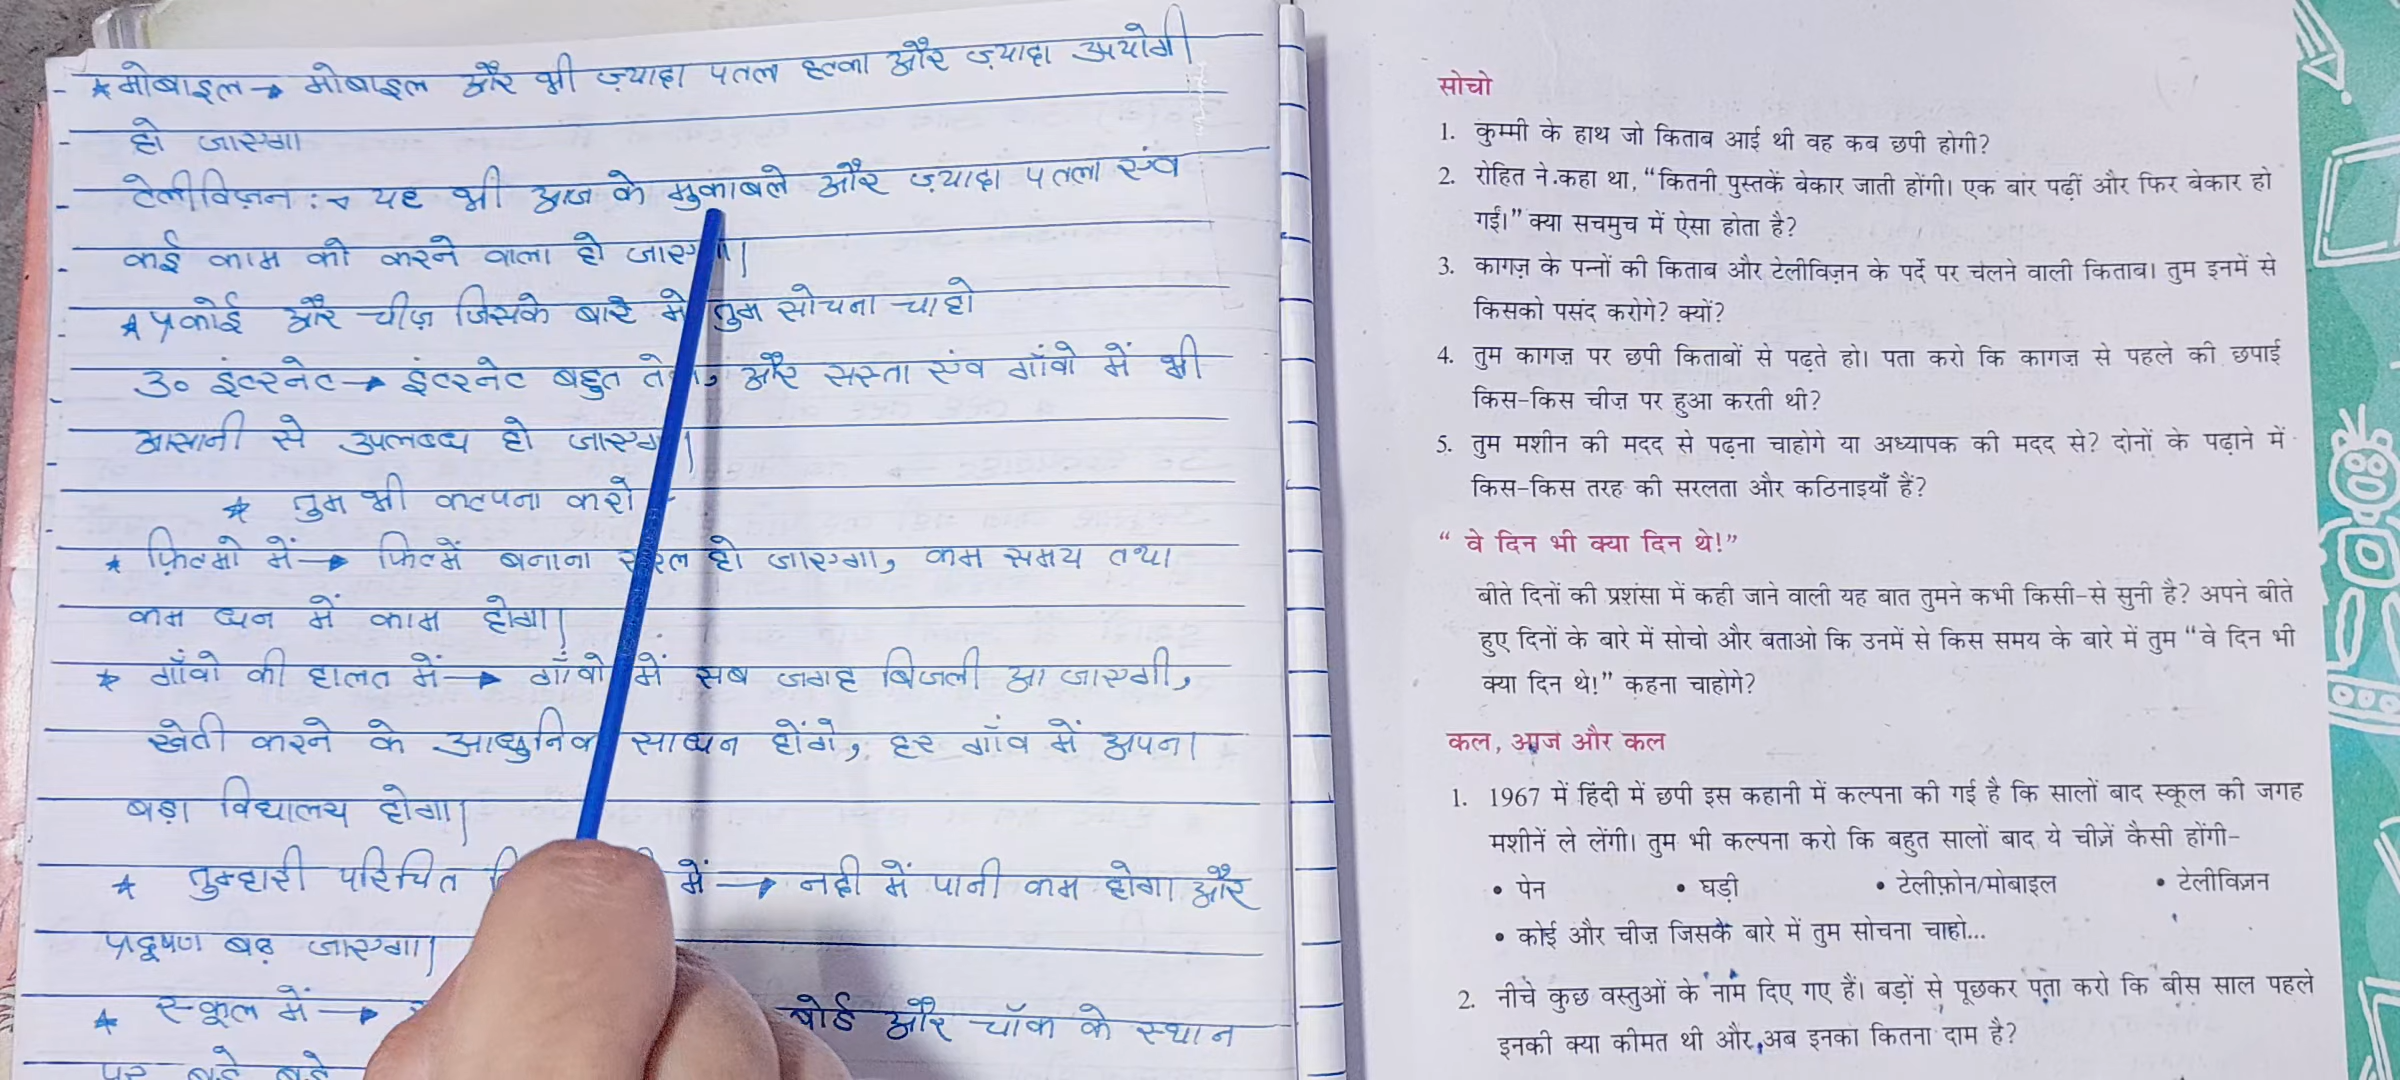 * मोबाइल → मोबाइल और भी ज़्यादा पतल हल्का और ज़्यादा उपयोगी
हो जाएगा
टेलीविज़न :→ यह भी आज के मुकाबले और ज़्यादा पतला एंव
कई काम को करने वाला हो जाएगा।
* प्र कोई और चीज़ जिसके बारे में तुम सोचना चाहो
उ० इंटरनेट → इंटरनेट बहुत और सस्ता एंव गाँवो में भी
आसानी से उपलब्ध हो जाएगा।
* तुम भी कल्पना करो
* फ़िल्मो में → फिल्में बनाना सरल हो जाएगा, कम समय तथा
कम धन में काम होगा।
* गाँवो की हालत में → गाँवो में सब जगह बिजली आ जाएगी,
खेती करने के आधुनिक साधन होंगे, हर गाँव में अपना
बड़ा विद्यालय होगा।
* तुम्हारी परिचित में → नदी में पानी कम होगा और
प्रदूषण बढ़ जाएगा।
* स्कूल में → बोर्ड और चॉक के स्थान
पर बड़े बड़े
सोचो
1. कुम्मी के हाथ जो किताब आई थी वह कब छपी होगी?
2. रोहित ने कहा था, “कितनी पुस्तकें बेकार जाती होंगी। एक बार पढ़ीं और फिर बेकार हो
गईं।” क्या सचमुच में ऐसा होता है?
3. कागज़ के पन्नों की किताब और टेलीविज़न के पर्दे पर चलने वाली किताब। तुम इनमें से
किसको पसंद करोगे? क्यों?
4. तुम कागज़ पर छपी किताबों से पढ़ते हो। पता करो कि कागज़ से पहले की छपाई
किस-किस चीज़ पर हुआ करती थी?
5. तुम मशीन की मदद से पढ़ना चाहोगे या अध्यापक की मदद से? दोनों के पढ़ाने में
किस-किस तरह की सरलता और कठिनाइयाँ हैं?
“ वे दिन भी क्या दिन थे!”
बीते दिनों की प्रशंसा में कही जाने वाली यह बात तुमने कभी किसी-से सुनी है? अपने बीते
हुए दिनों के बारे में सोचो और बताओ कि उनमें से किस समय के बारे में तुम “वे दिन भी
क्या दिन थे!” कहना चाहोगे?
कल, आज और कल
1. 1967 में हिंदी में छपी इस कहानी में कल्पना की गई है कि सालों बाद स्कूल की जगह
मशीनें ले लेंगी। तुम भी कल्पना करो कि बहुत सालों बाद ये चीज़ें कैसी होंगी–
• पेन • घड़ी • टेलीफ़ोन/मोबाइल • टेलीविज़न
• कोई और चीज़ जिसके बारे में तुम सोचना चाहो...
2. नीचे कुछ वस्तुओं के नाम दिए गए हैं। बड़ों से पूछकर पता करो कि बीस साल पहले
इनकी क्या कीमत थी और अब इनका कितना दाम है?